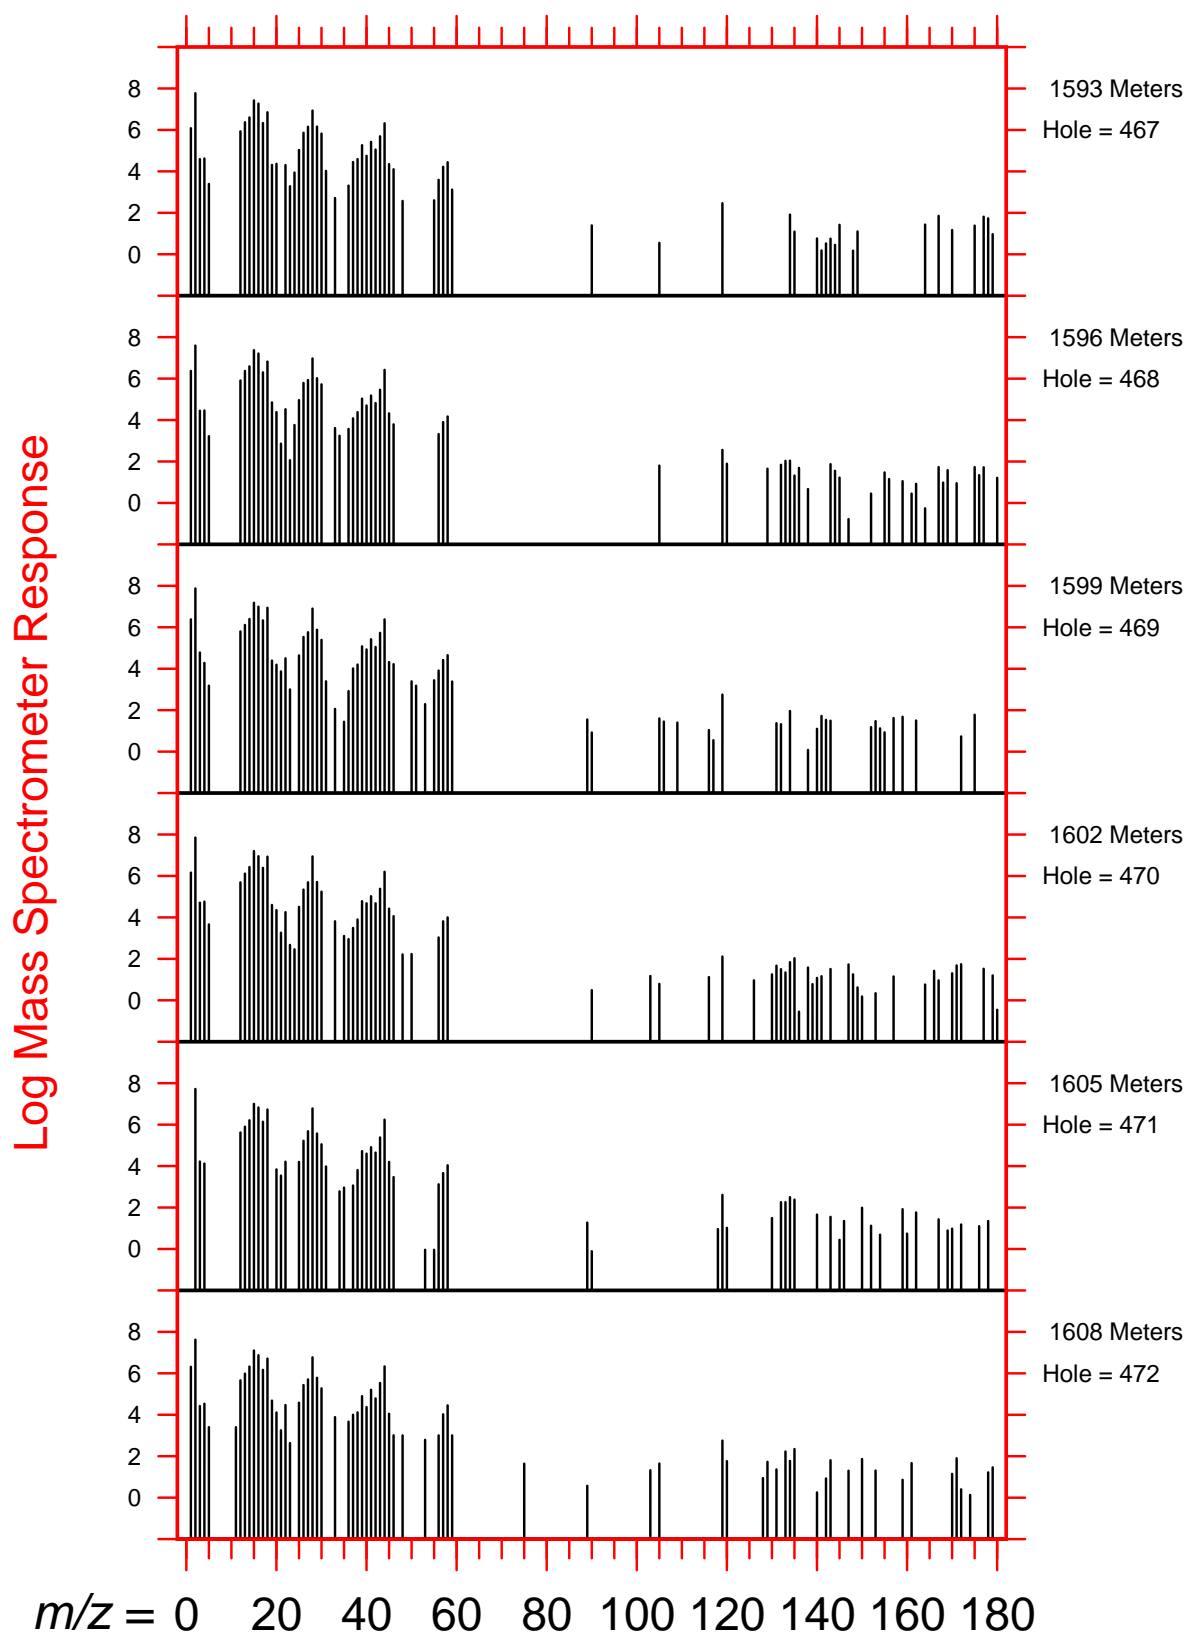 Log Mass Spectrometer Response
8
6
4
2
0
1593 Meters
Hole = 467
8
6
4
2
0
1596 Meters
Hole = 468
8
6
4
2
0
1599 Meters
Hole = 469
8
6
4
2
0
1602 Meters
Hole = 470
8
6
4
2
0
1605 Meters
Hole = 471
8
6
4
2
0
1608 Meters
Hole = 472
m/z = 0 20 40 60 80 100 120 140 160 180